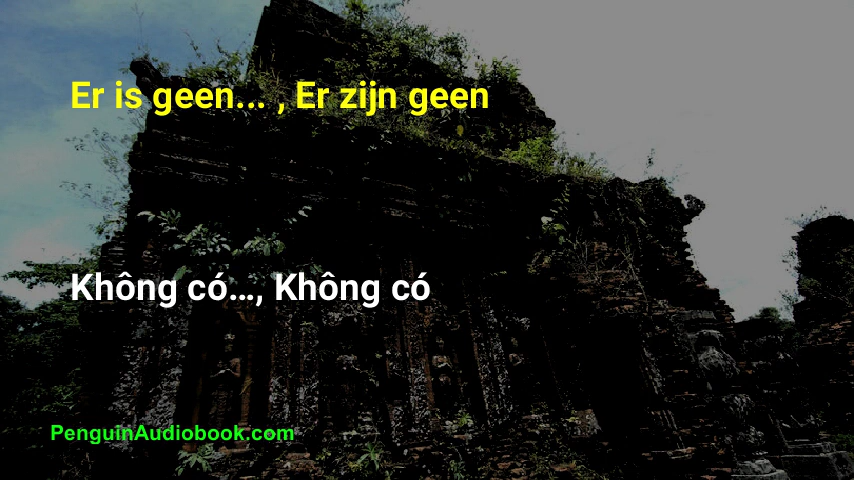 Er is geen... , Er zijn geen
Không có..., Không có
PenguinAudiobook.com